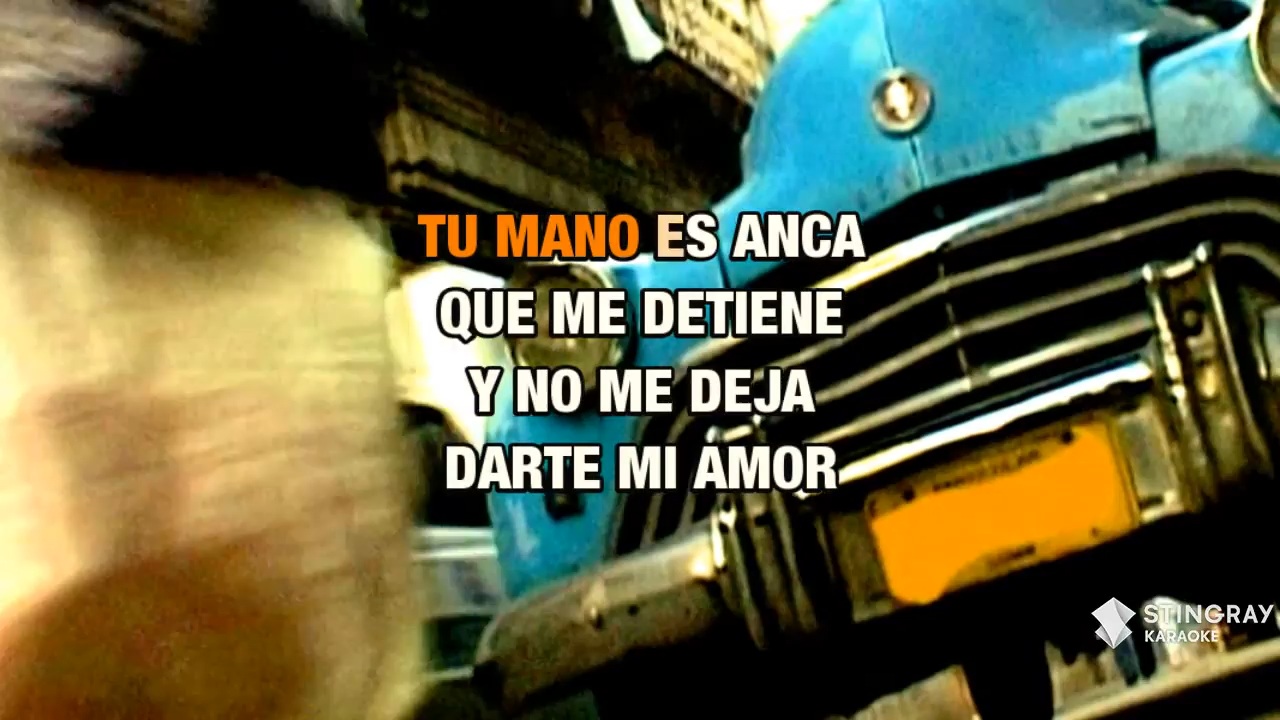 TU MANO ES ANCA
QUE ME DETIENE
Y NO ME DEJA
DARTE MI AMOR
STINGRAY
KARAOKE